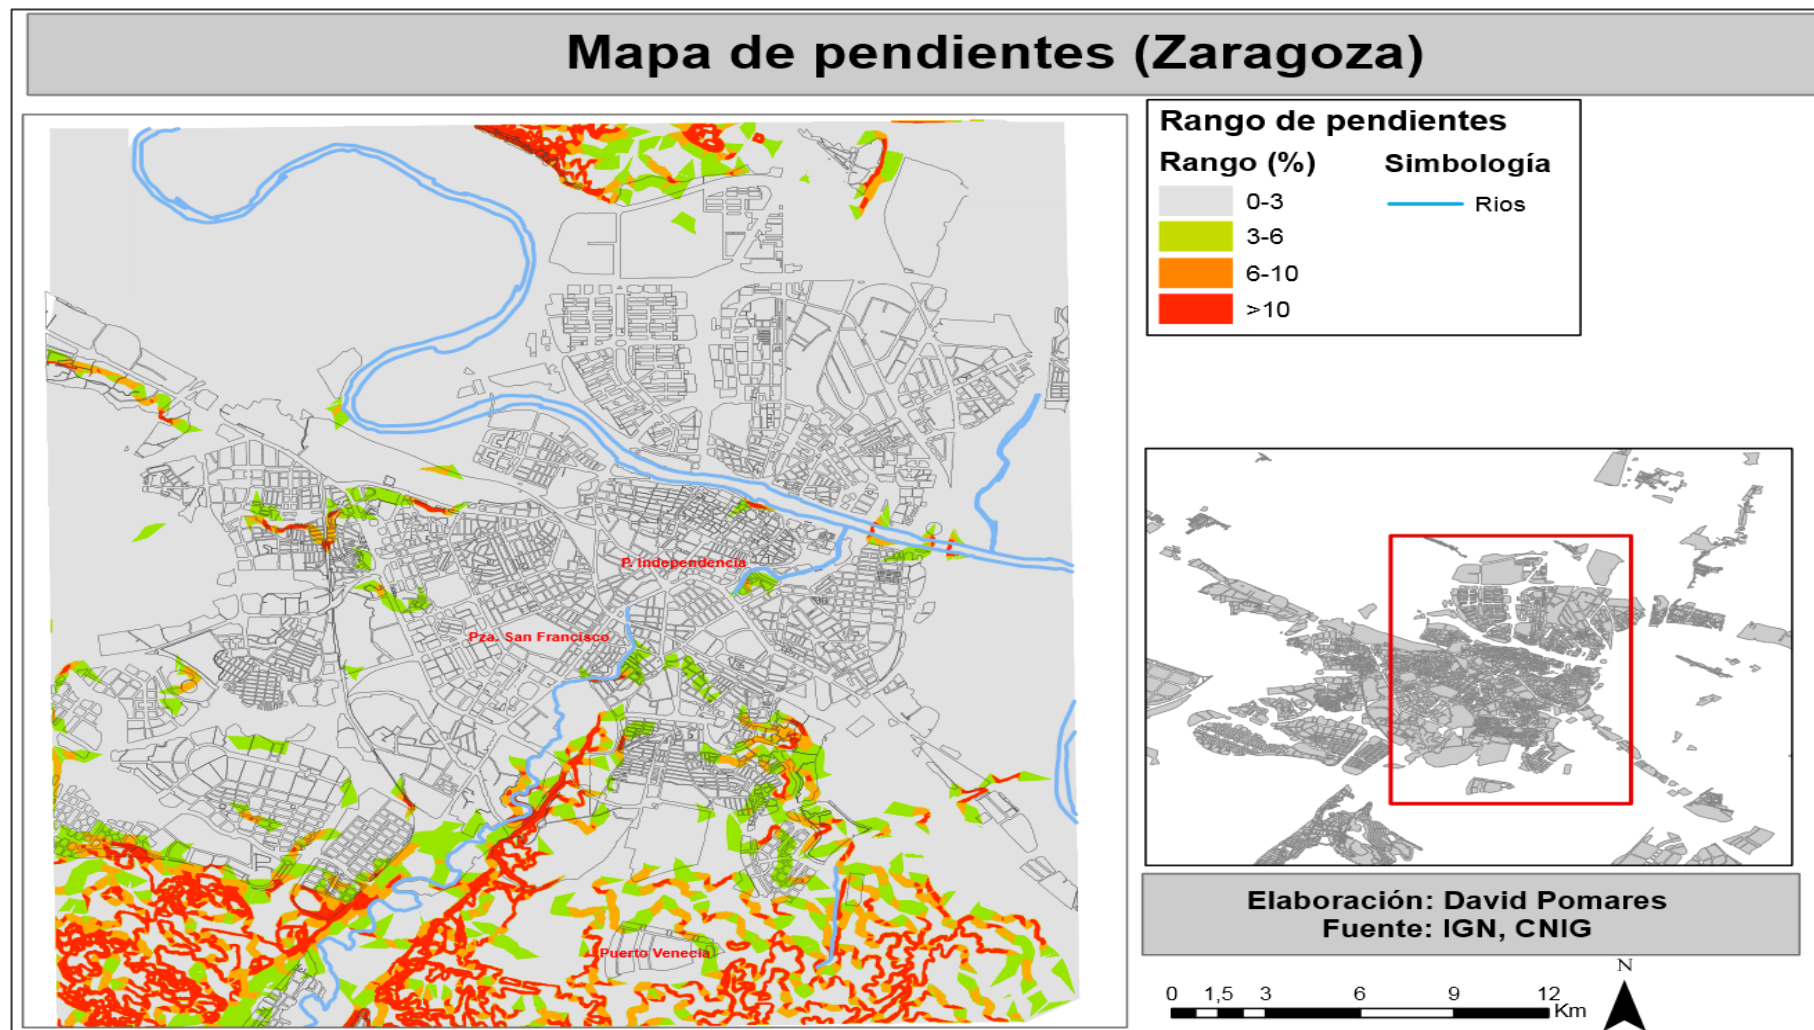 Mapa de pendientes (Zaragoza)
Rango de pendientes
Rango (%)
Simbología
0-3
Rios
3-6
6-10
>10
P. Independencia
Pza. San Francisco
Puerto Venecia
Elaboración: David Pomares
Fuente: IGN, CNIG
N
0 1,5 3 6 9 12
Km